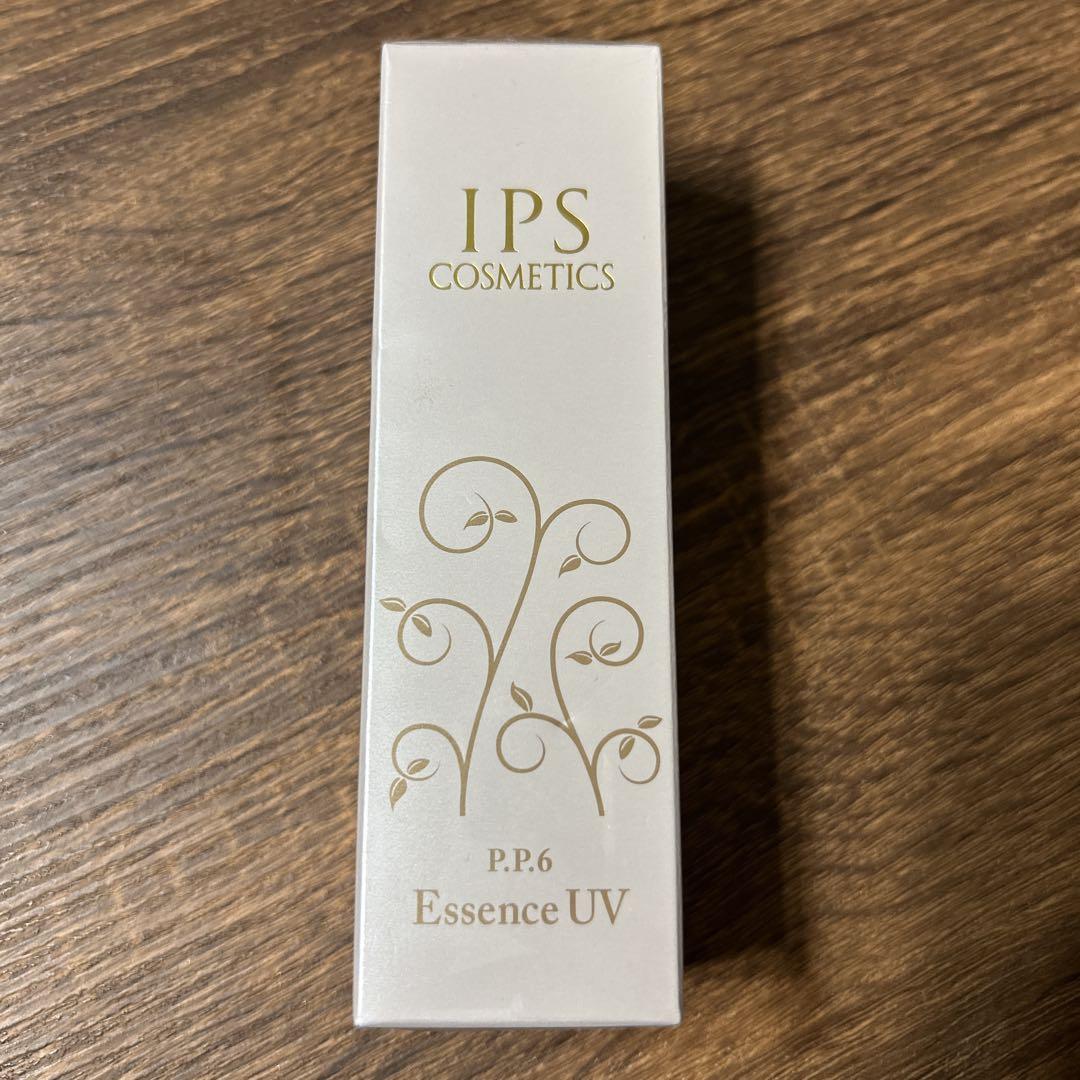 IPS
COSMETICS
P.P.6
Essence UV